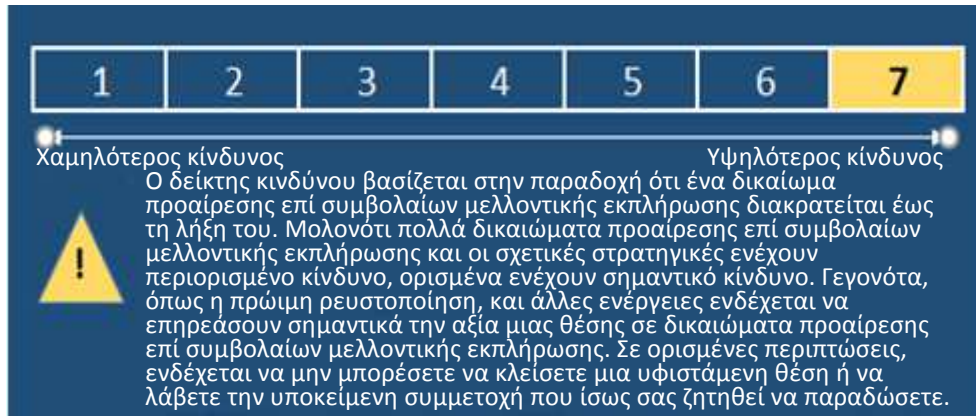 1 2 3 4 5 6 7
Χαμηλότερος κίνδυνος Υψηλότερος κίνδυνος
Ο δείκτης κινδύνου βασίζεται στην παραδοχή ότι ένα δικαίωμα
προαίρεσης επί συμβολαίων μελλοντικής εκπλήρωσης διακρατείται έως
τη λήξη του. Μολονότι πολλά δικαιώματα προαίρεσης επί συμβολαίων
μελλοντικής εκπλήρωσης και οι σχετικές στρατηγικές ενέχουν
περιορισμένο κίνδυνο, ορισμένα ενέχουν σημαντικό κίνδυνο. Γεγονότα,
όπως η πρώιμη ρευστοποίηση, και άλλες ενέργειες ενδέχεται να
επηρεάσουν σημαντικά την αξία μιας θέσης σε δικαιώματα προαίρεσης
επί συμβολαίων μελλοντικής εκπλήρωσης. Σε ορισμένες περιπτώσεις,
ενδέχεται να μην μπορέσετε να κλείσετε μια υφιστάμενη θέση ή να
λάβετε την υποκείμενη συμμετοχή που ίσως σας ζητηθεί να παραδώσετε.
!